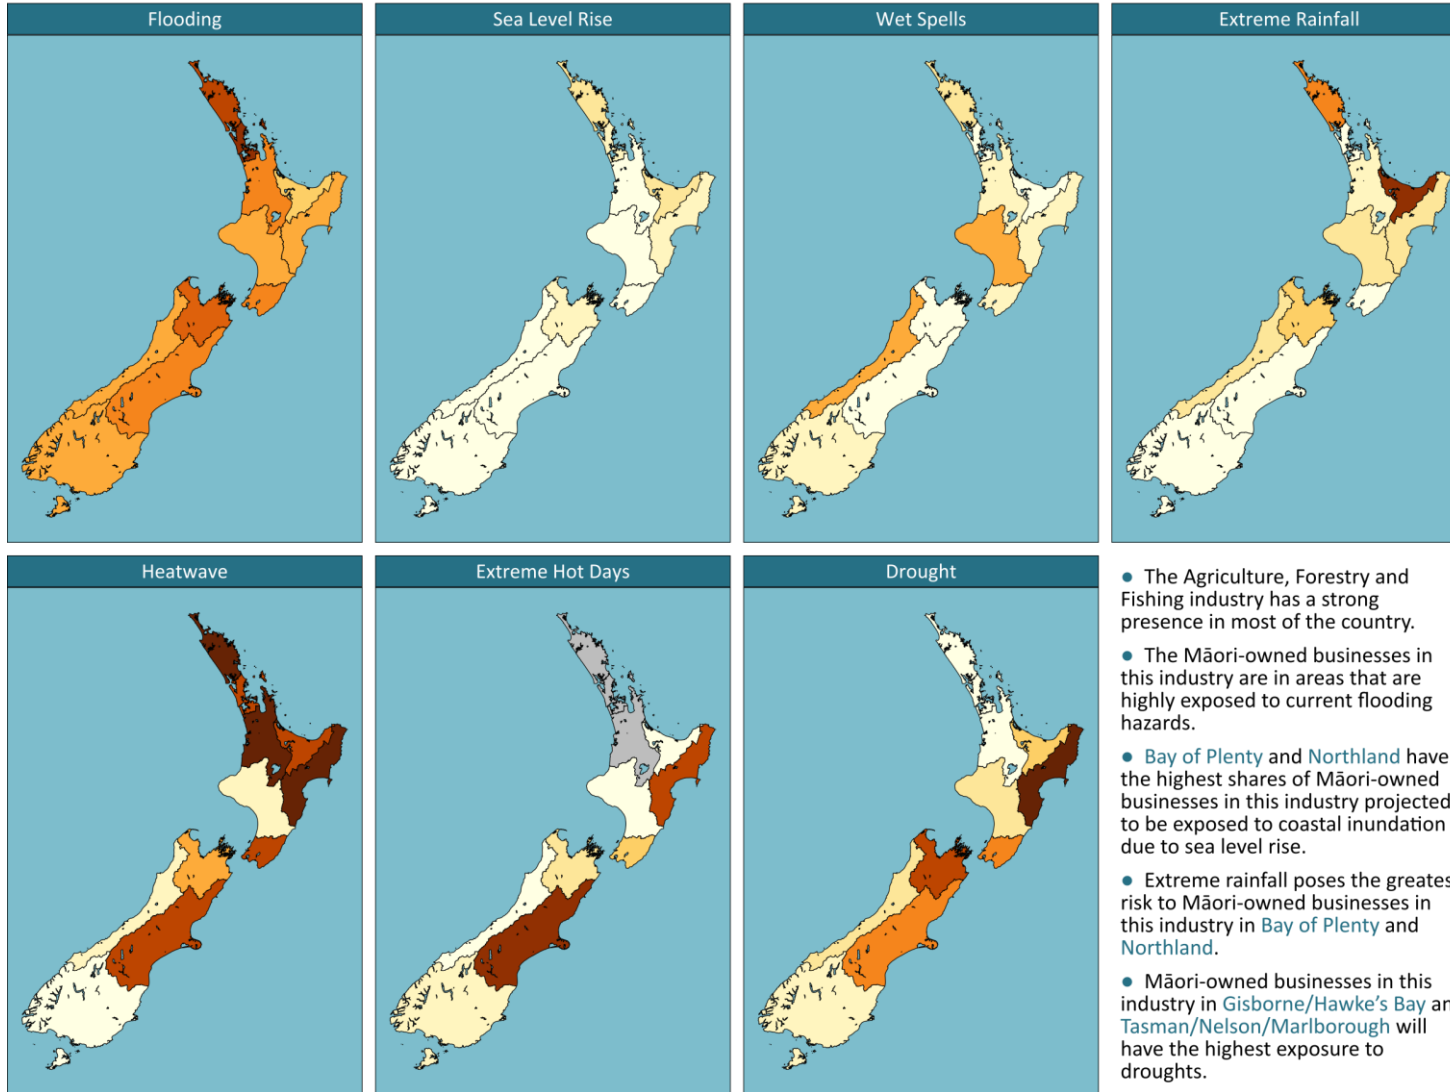 Flooding
Sea Level Rise
Wet Spells
Extreme Rainfall
Heatwave
Extreme Hot Days
Drought
● The Agriculture, Forestry and
Fishing industry has a strong
presence in most of the country.
● The Māori-owned businesses in
this industry are in areas that are
highly exposed to current flooding
hazards.
● Bay of Plenty and Northland have
the highest shares of Māori-owned
businesses in this industry projected
to be exposed to coastal inundation
due to sea level rise.
● Extreme rainfall poses the greates
risk to Māori-owned businesses in
this industry in Bay of Plenty and
Northland.
● Māori-owned businesses in this
industry in Gisborne/Hawke's Bay an
Tasman/Nelson/Marlborough will
have the highest exposure to
droughts.